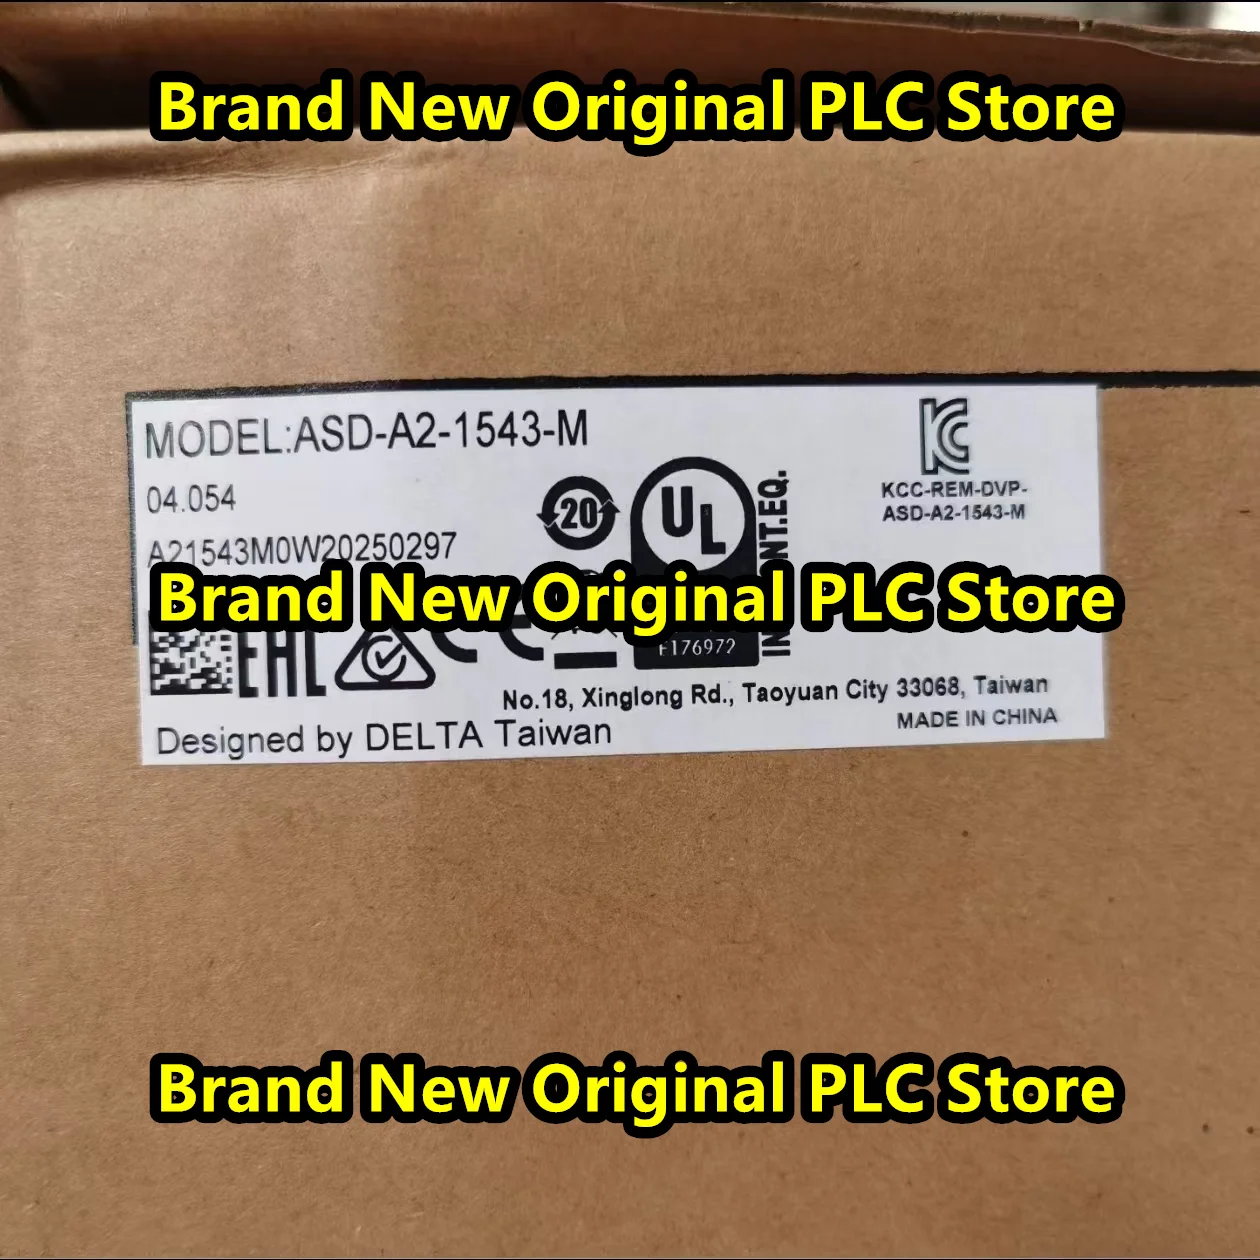 Brand New Original PLC Store
MODEL:ASD-A2-1543-M
04.054
A21543M0W20250297
20
UL
KC
KCC-REM-DVP-
ASD-A2-1543-M
Brand New Original PLC Store
EAC
CE
E176972
No.18, Xinglong Rd., Taoyuan City 33068, Taiwan
Designed by DELTA Taiwan
MADE IN CHINA
Brand New Original PLC Store